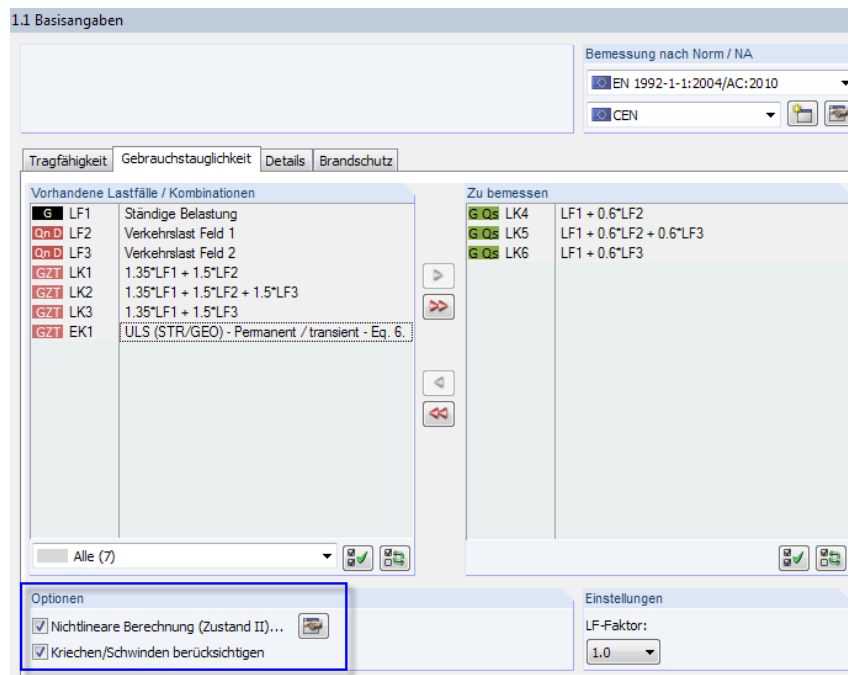 1.1 Basisangaben
Bemessung nach Norm / NA
EN 1992-1-1:2004/AC:2010
CEN
Tragfähigkeit Gebrauchstauglichkeit Details Brandschutz
Vorhandene Lastfälle / Kombinationen
G LF1 Ständige Belastung
Qn D LF2 Verkehrslast Feld 1
Qn D LF3 Verkehrslast Feld 2
GZT LK1 1.35*LF1 + 1.5*LF2
GZT LK2 1.35*LF1 + 1.5*LF2 + 1.5*LF3
GZT LK3 1.35*LF1 + 1.5*LF3
GZT EK1 ULS (STR/GEO) - Permanent / transient - Eq. 6.
Alle (7)
Zu bemessen
G Qs LK4 LF1 + 0.6*LF2
G Qs LK5 LF1 + 0.6*LF2 + 0.6*LF3
G Qs LK6 LF1 + 0.6*LF3
Optionen
Nichtlineare Berechnung (Zustand II)...
Kriechen/Schwinden berücksichtigen
Einstellungen
LF-Faktor:
1.0